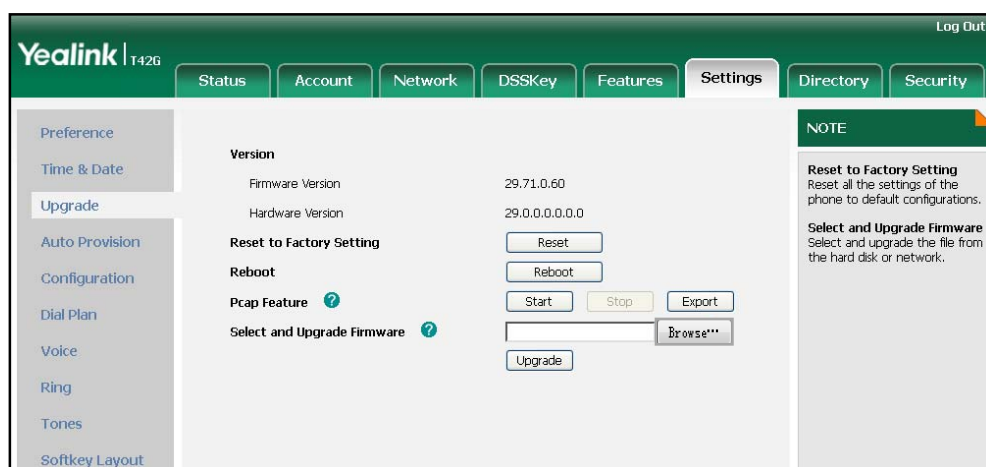 Log Out
Yealink | T42G
Status Account Network DSSKey Features Settings Directory Security
Preference
Time & Date
Upgrade
Auto Provision
Configuration
Dial Plan
Voice
Ring
Tones
Softkey Layout
Version
Firmware Version 29.71.0.60
Hardware Version 29.0.0.0.0.0.0
Reset to Factory Setting Reset
Reboot Reboot
Pcap Feature ? Start Stop Export
Select and Upgrade Firmware ? Browse...
Upgrade
NOTE
Reset to Factory Setting
Reset all the settings of the
phone to default configurations.
Select and Upgrade Firmware
Select and upgrade the file from
the hard disk or network.